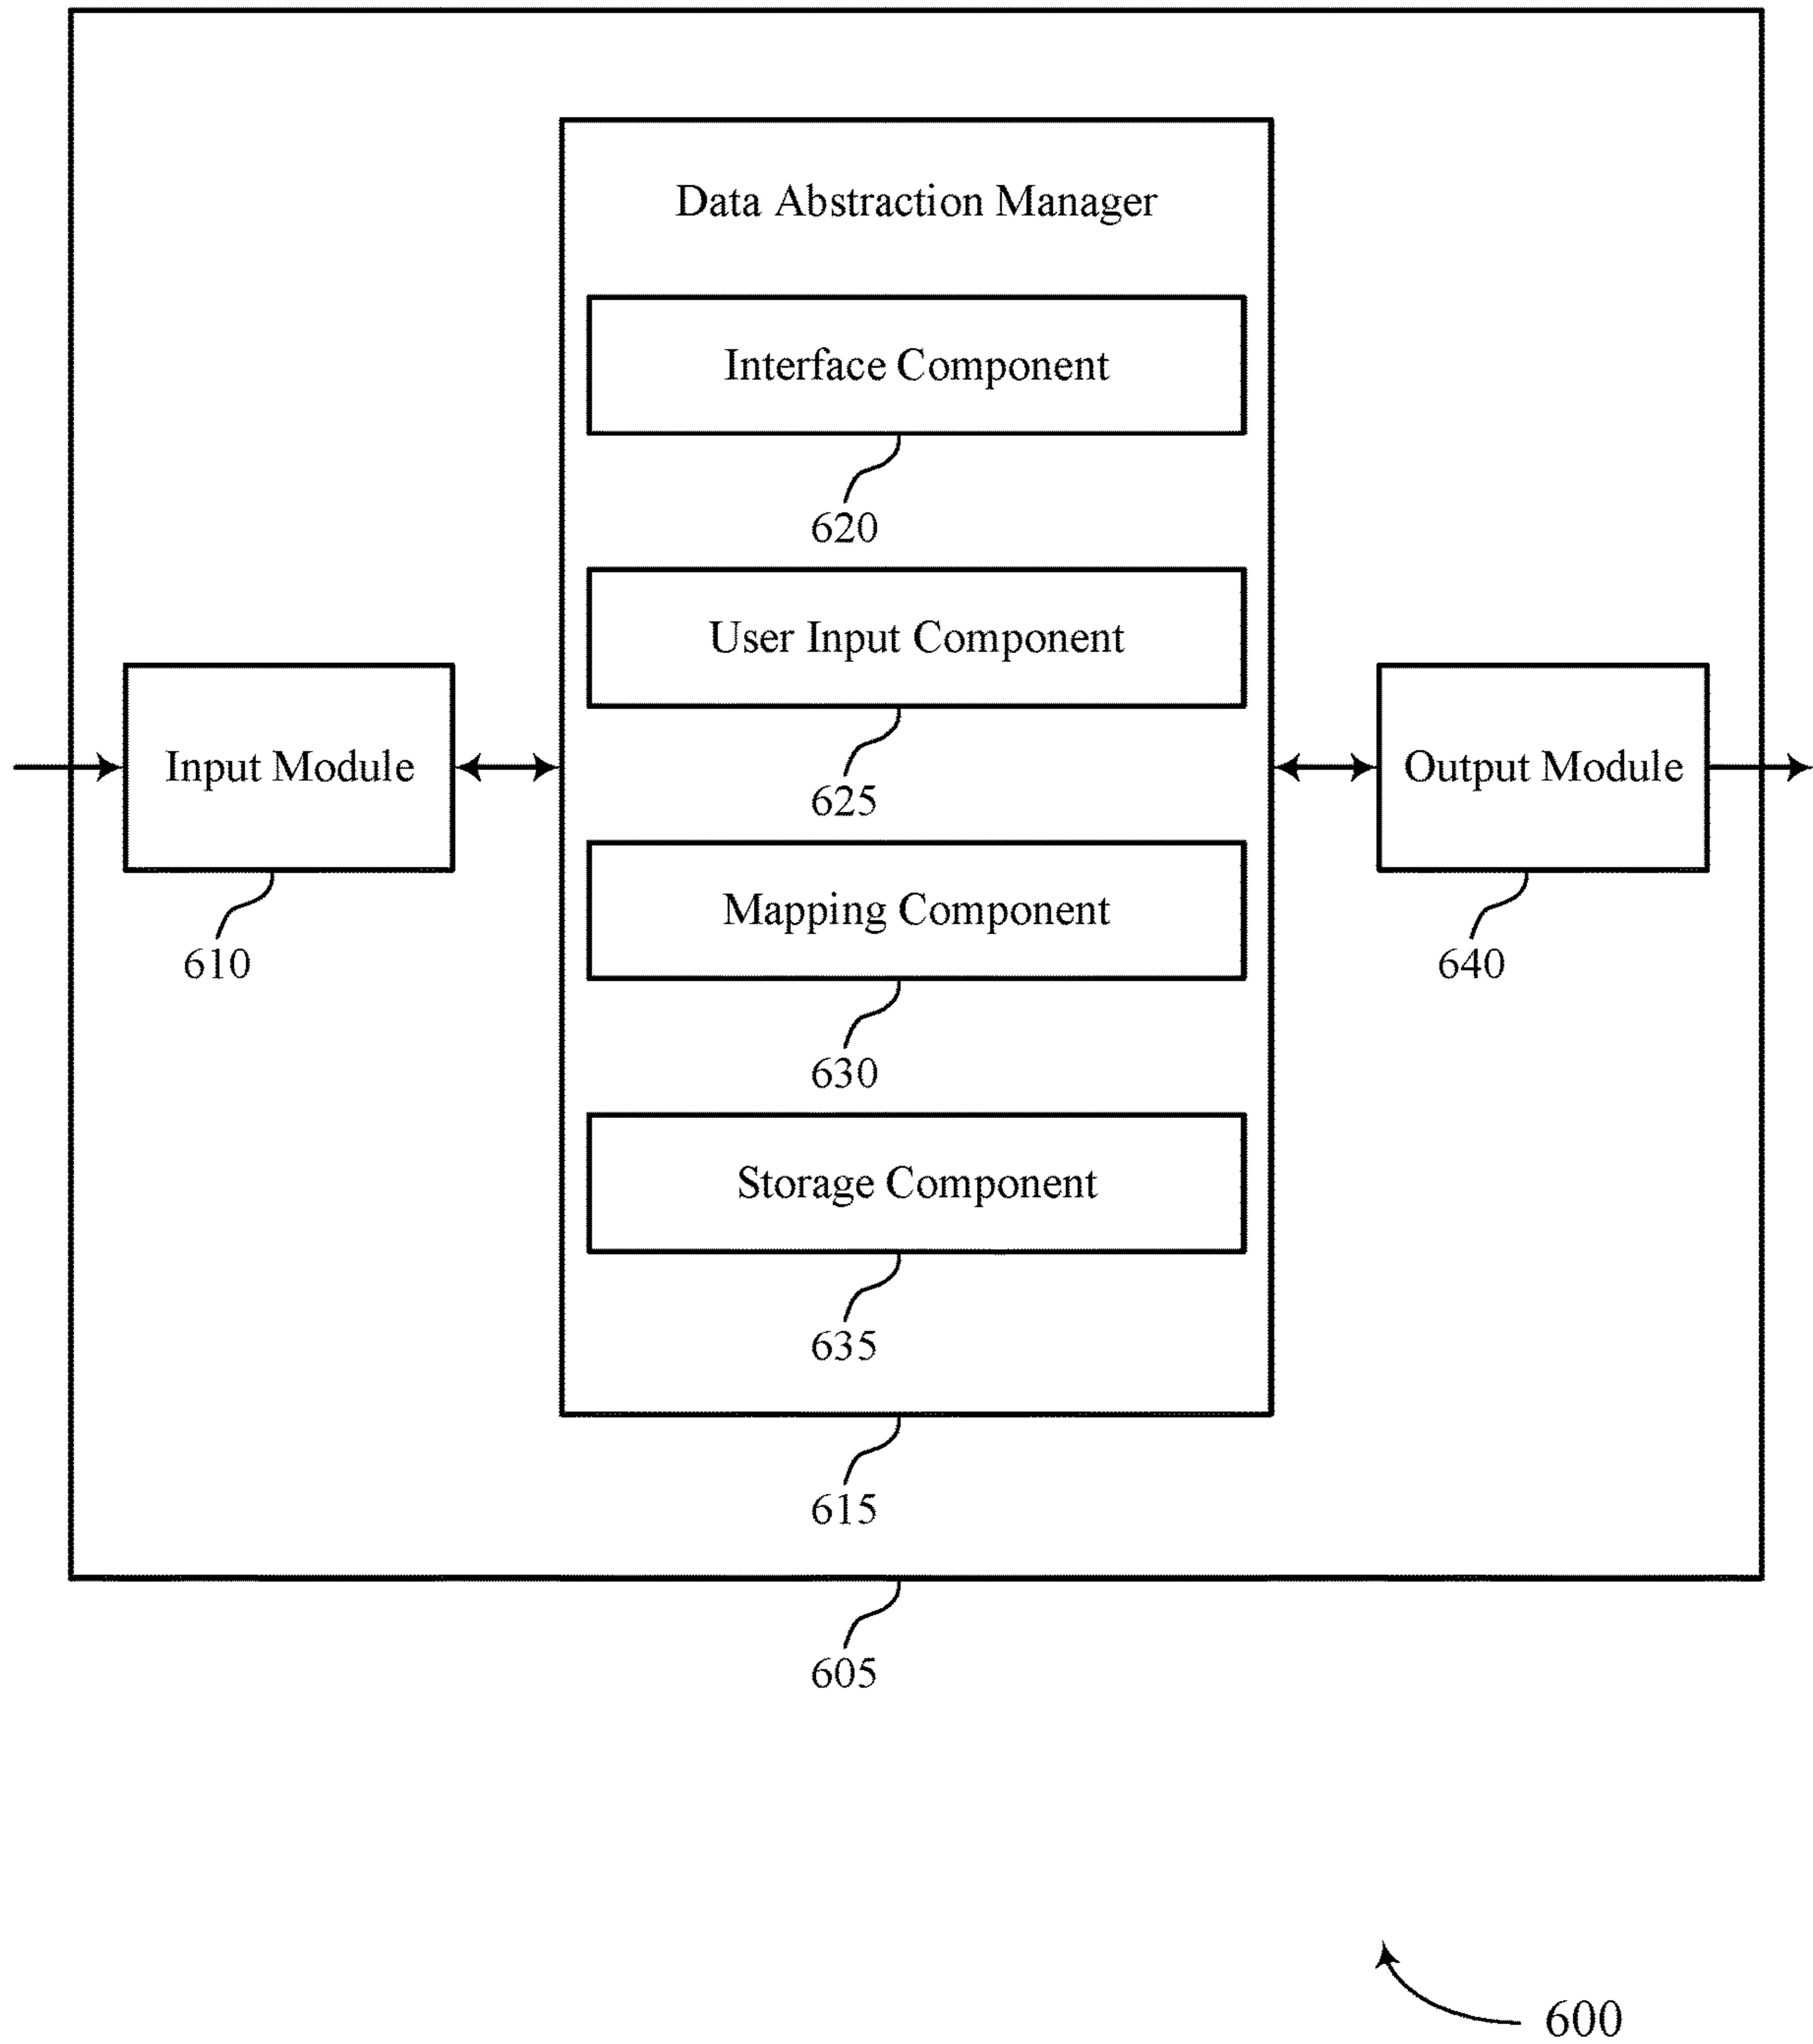 Data Abstraction Manager
Interface Component
620
User Input Component
625
Input Module
610
Output Module
640
Mapping Component
630
Storage Component
635
615
605
600